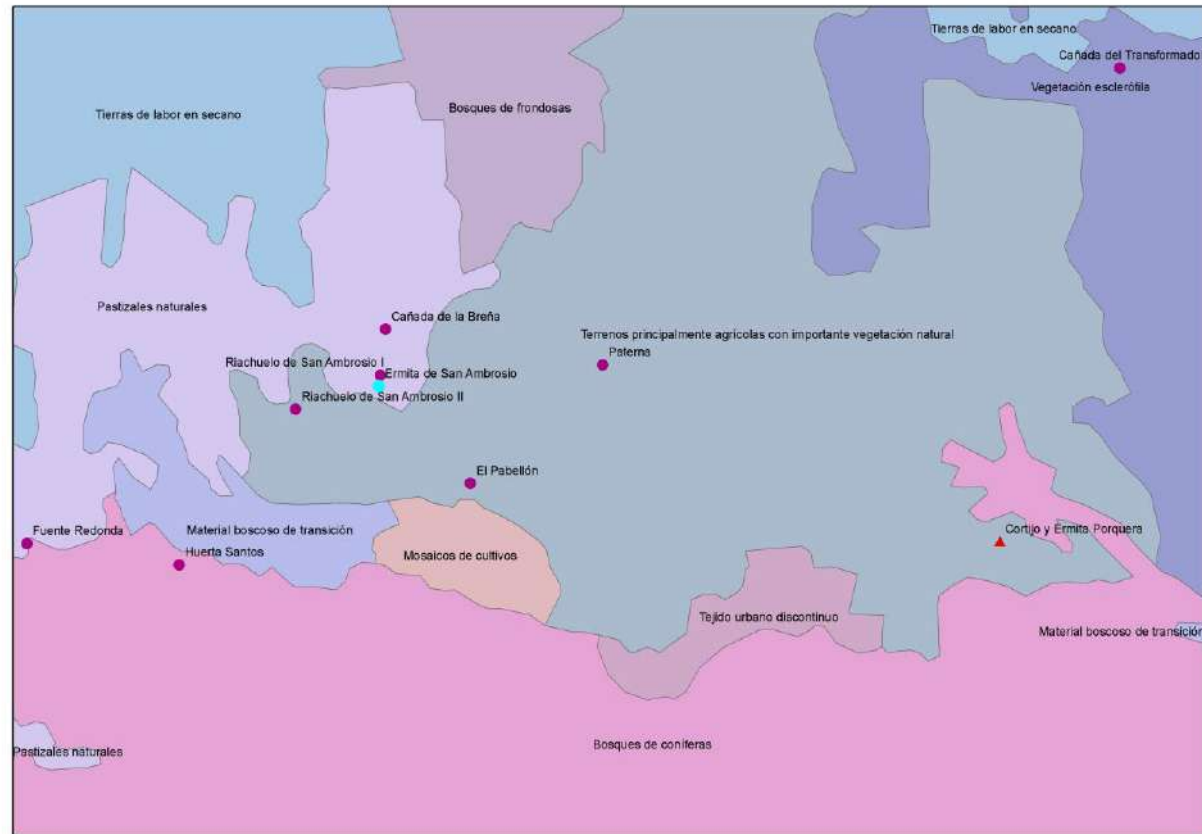 Tierras de labor en secano
Cañada del Transformado
Vegetación esclerófila
Bosques de frondosas
Tierras de labor en secano
Pastizales naturales
Cañada de la Breña
Terrenos principalmente agrícolas con importante vegetación natural
Paterna
Riachuelo de San Ambrosio I
Ermita de San Ambrosio
Riachuelo de San Ambrosio II
El Pabellón
Fuente Redonda
Material boscoso de transición
Huerta Santos
Mosaicos de cultivos
Cortijo y Ermita Porquera
Tejido urbano discontinuo
Material boscoso de transición
Bosques de coníferas
Pastizales naturales